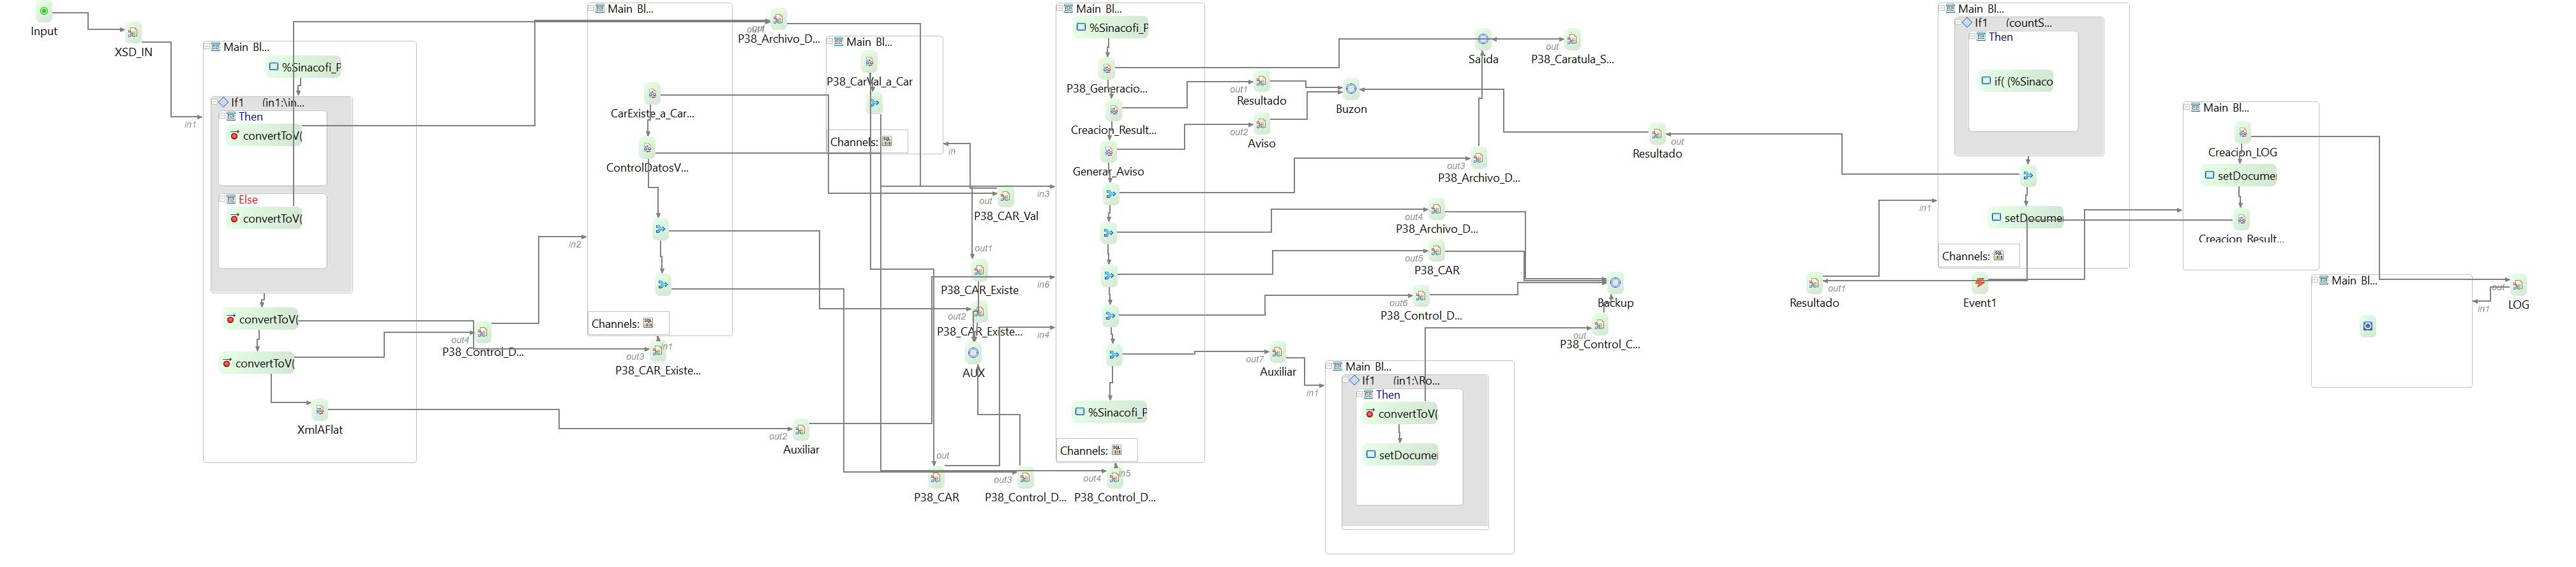 Input
XSD_IN
in1
Main Bl...
%Sinacofi_P
If1 (in1:\in...
Then
convertToV(
Else
convertToV(
convertToV(
convertToV(
XmlAFlat
out4
P38_Control_D...
in2
Main Bl...
CarExiste_a_Car...
ControlDatosV...
Channels:
in1
out3
P38_CAR_Existe...
P38_Archivo_D...
out2
Auxiliar
Main Bl...
P38_CarVal_a_Car
Channels:
in
out
P38_CAR_Val
out1
P38_CAR_Existe
out2
P38_CAR_Existe...
AUX
out
P38_CAR
out3
P38_Control_D...
out4
P38_Control_D...
in3
in6
in4
in5
Main Bl...
%Sinacofi_P
P38_Generacio...
Creacion_Result...
Generar_Aviso
%Sinacofi_P
Channels:
out1
Resultado
out2
Aviso
Buzon
Salida
out
P38_Caratula_S...
out3
P38_Archivo_D...
out4
P38_Archivo_D...
out5
P38_CAR
out6
P38_Control_D...
Backup
out
P38_Control_C...
out7
Auxiliar
in1
Main Bl...
If1 (in1:\Ro...
Then
convertToV(
setDocume
out
Resultado
out1
Resultado
in1
Main Bl...
If1 (countS...
Then
if( (%Sinaco
setDocume
Channels:
Event1
Main Bl...
Creacion_LOG
setDocume
Creacion_Result...
Main Bl...
in1
out
LOG